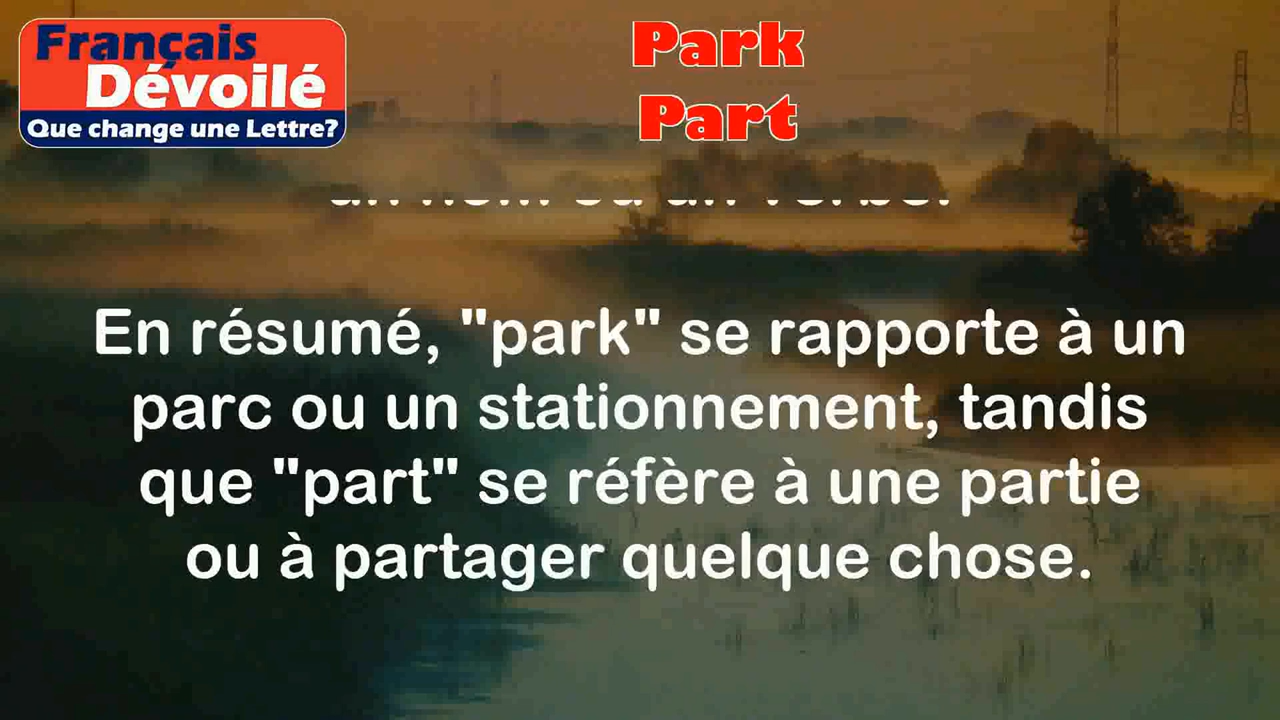 Français
Dévoilé
Que change une Lettre?
Park
Part
En résumé, "park" se rapporte à un
parc ou un stationnement, tandis
que "part" se réfère à une partie
ou à partager quelque chose.